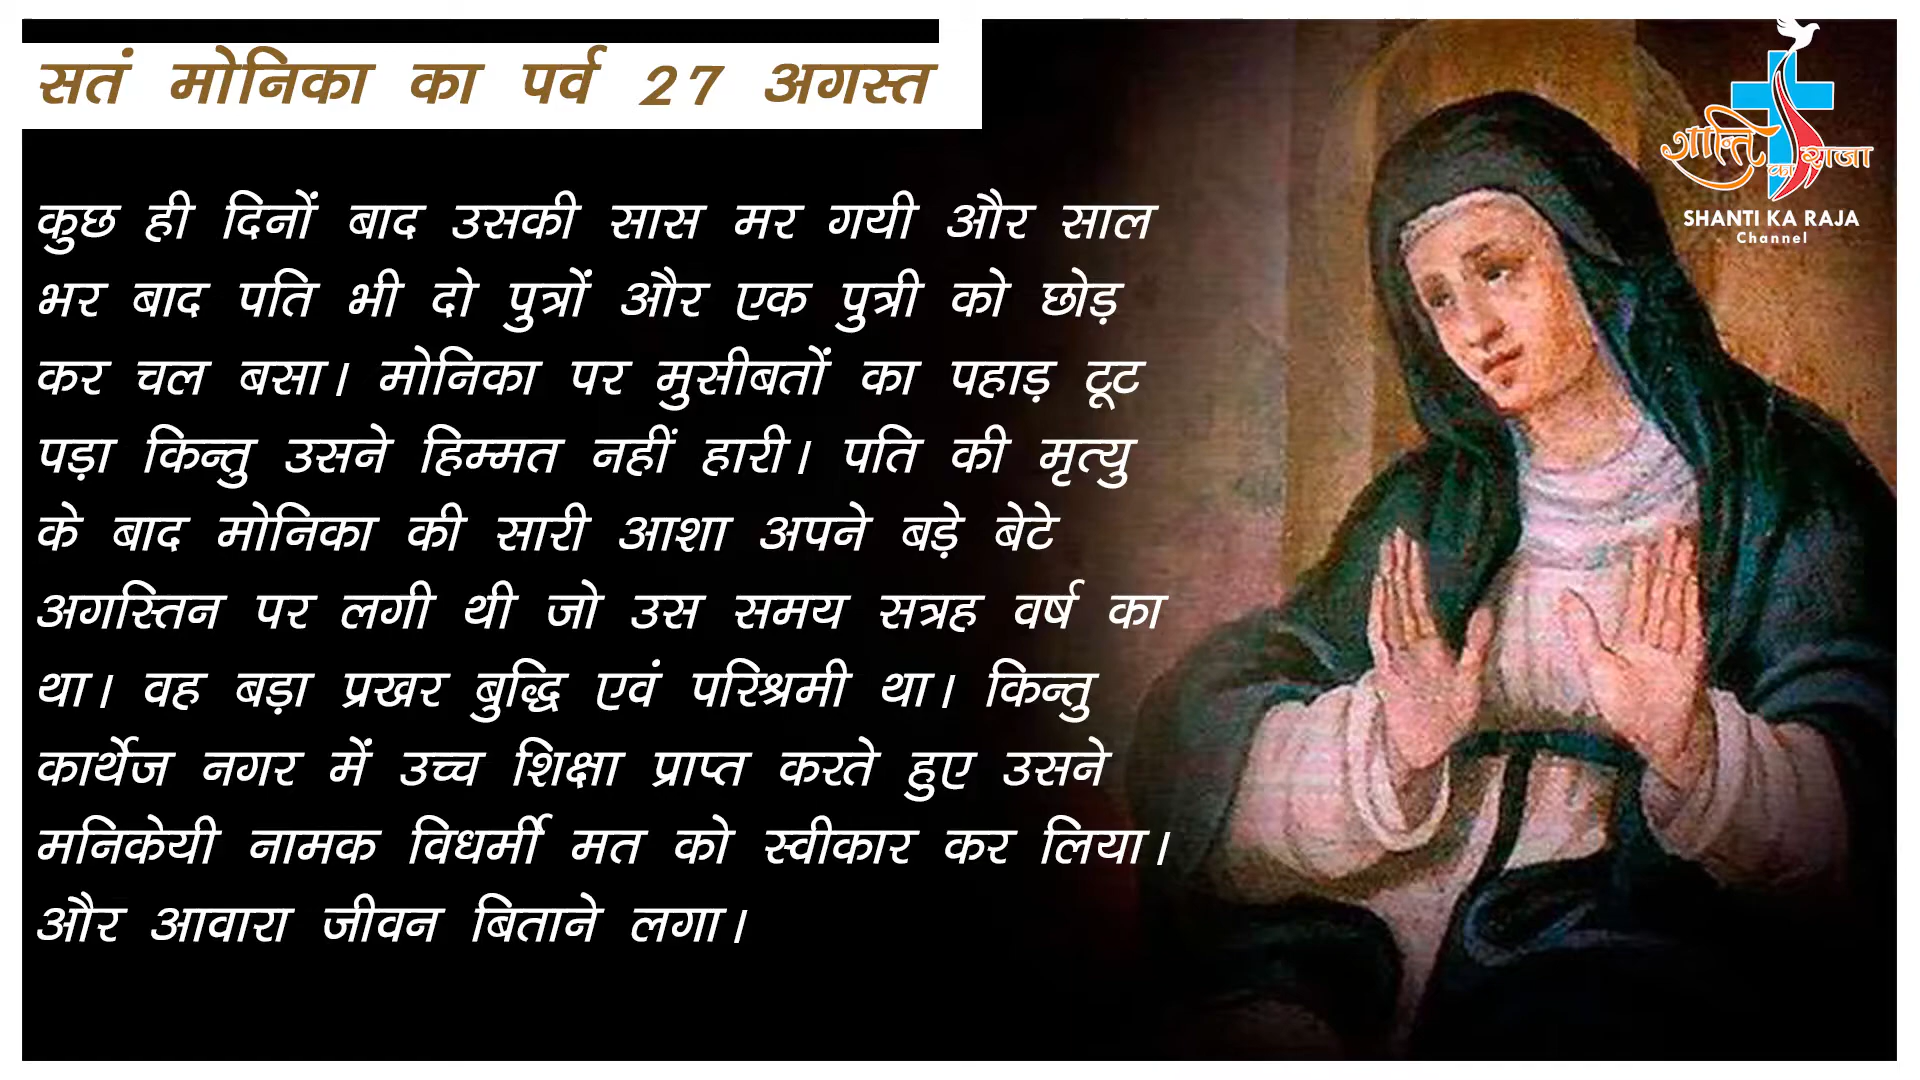 सतं मोनिका का पर्व 27 अगस्त
कुछ ही दिनों बाद उसकी सास मर गयी और साल
भर बाद पति भी दो पुत्रों और एक पुत्री को छोड़
कर चल बसा। मोनिका पर मुसीबतों का पहाड़ टूट
पड़ा किन्तु उसने हिम्मत नहीं हारी। पति की मृत्यु
के बाद मोनिका की सारी आशा अपने बड़े बेटे
अगस्तिन पर लगी थी जो उस समय सत्रह वर्ष का
था। वह बड़ा प्रखर बुद्धि एवं परिश्रमी था। किन्तु
कार्थेज नगर में उच्च शिक्षा प्राप्त करते हुए उसने
मनिकेयी नामक विधर्मी मत को स्वीकार कर लिया।
और आवारा जीवन बिताने लगा।
शान्ति का राजा
SHANTI KA RAJA
Channel